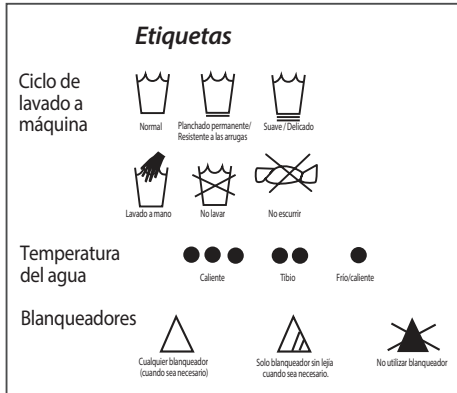 Etiquetas
Ciclo de
lavado a
máquina
Normal
Planchado permanente/
Resistente a las arrugas
Suave / Delicado
Lavado a mano
No lavar
No escurrir
Temperatura
del agua
Caliente
Tibio
Frío/caliente
Blanqueadores
Cualquier blanqueador
(cuando sea necesario)
Solo blanqueador sin lejía
cuando sea necesario.
No utilizar blanqueador